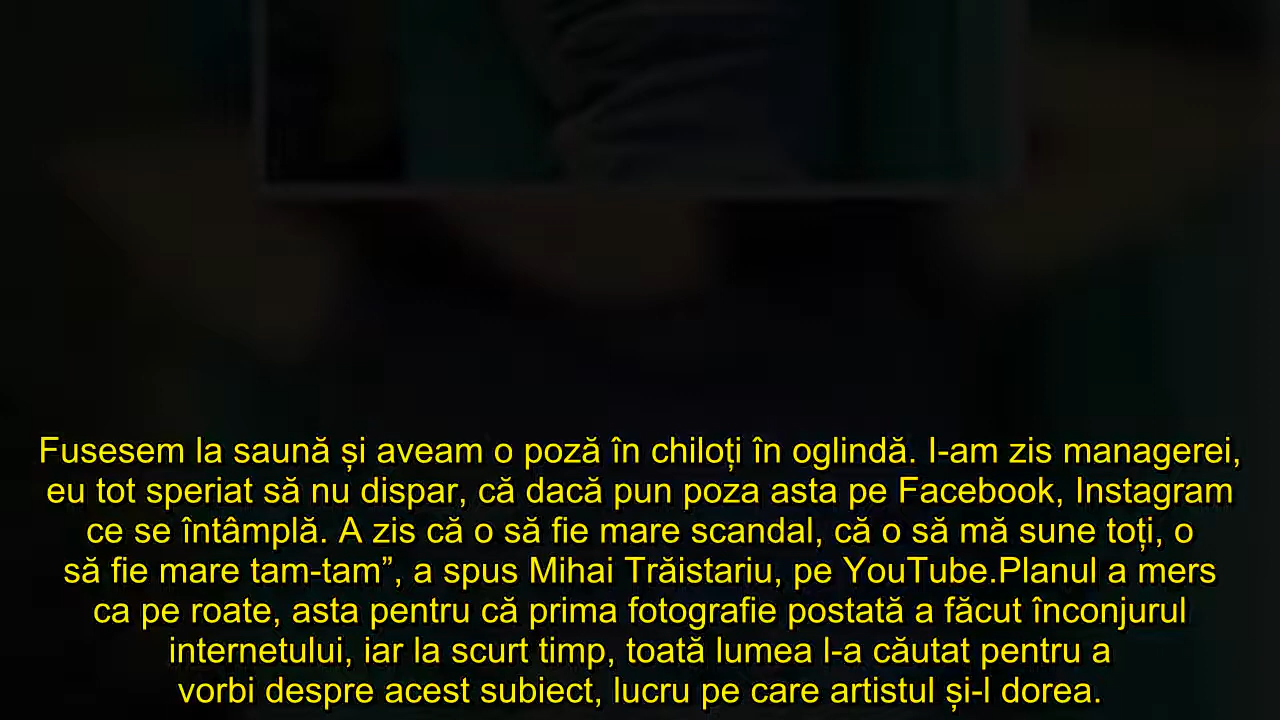 Fusesem la saună și aveam o poză în chiloți în oglindă. I-am zis managerei,
eu tot speriat să nu dispar, că dacă pun poza asta pe Facebook, Instagram
ce se întâmplă. A zis că o să fie mare scandal, că o să mă sune toți, o
să fie mare tam-tam”, a spus Mihai Trăistariu, pe YouTube.Planul a mers
ca pe roate, asta pentru că prima fotografie postată a făcut înconjurul
internetului, iar la scurt timp, toată lumea l-a căutat pentru a
vorbi despre acest subiect, lucru pe care artistul și-l dorea.